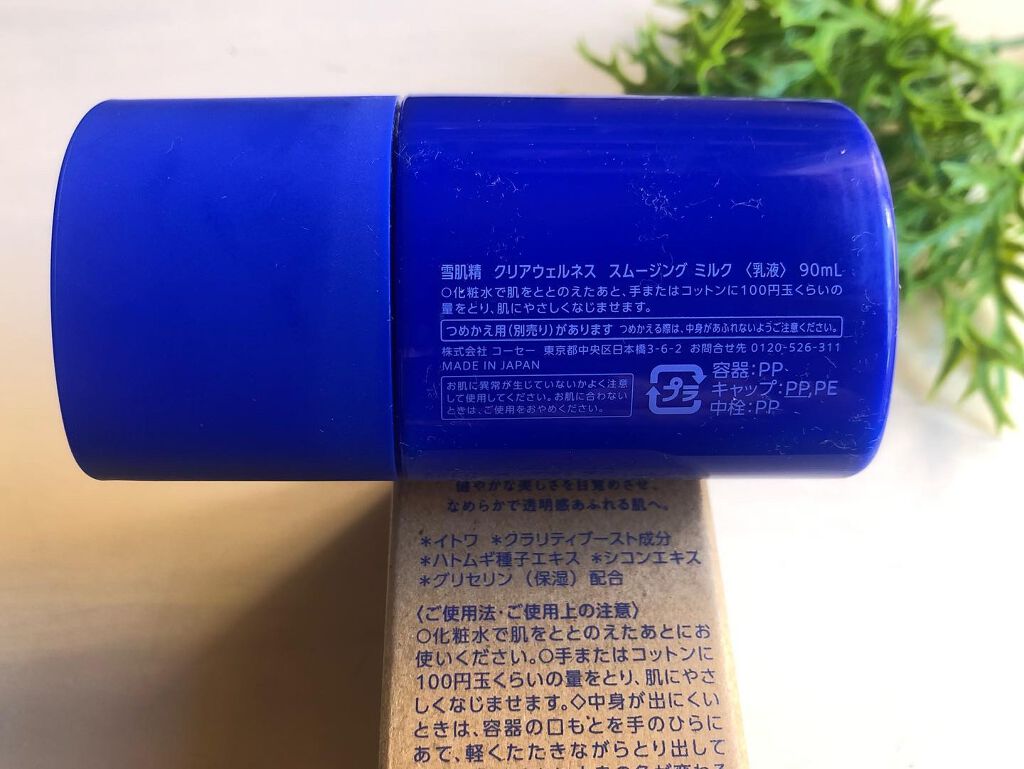 雪肌精 クリアウェルネス スムージング ミルク 〈乳液〉 90mL
○化粧水で肌をととのえたあと、手またはコットンに100円玉くらいの
量をとり、肌にやさしくなじませます。
つめかえ用(別売り)があります つめかえる際は、中身があふれないようご注意ください。
株式会社 コーセー 東京都中央区日本橋3-6-2 お問合せ先 0120-526-311
MADE IN JAPAN
お肌に異常が生じていないかよく注意
して使用してください。お肌に合わない
ときは、ご使用をおやめください。
プラ
容器:PP
キャップ:PP,PE
中栓:PP
健やかな美しさを目覚めさせ、
なめらかで透明感あふれる肌へ。
*イトワ *クラリティブースト成分
*ハトムギ種子エキス *シコンエキス
*グリセリン (保湿) 配合
〈ご使用法・ご使用上の注意〉
○化粧水で肌をととのえたあとにお
使いください。○手またはコットンに
100円玉くらいの量をとり、肌にやさ
しくなじませます。◇中身が出にくい
ときは、容器の口もとを手のひらに
あて、軽くたたきながらとり出して